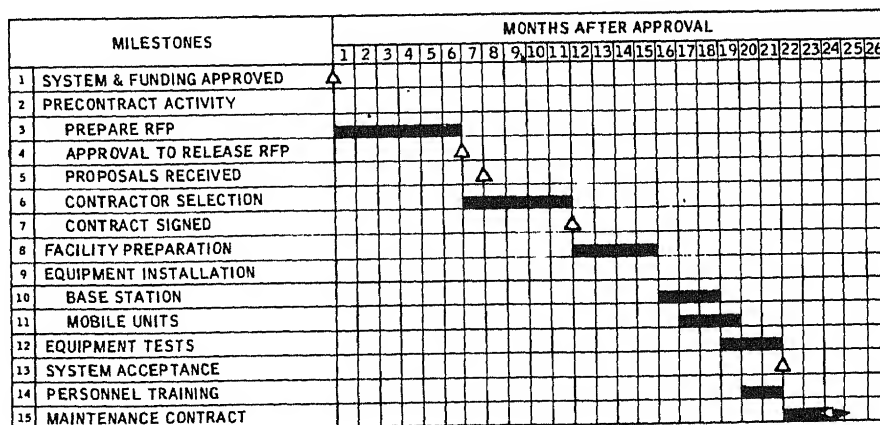 MILESTONES
MONTHS AFTER APPROVAL
1 2 3 4 5 6 7 8 9 10 11 12 13 14 15 16 17 18 19 20 21 22 23 24 25 26
1 SYSTEM & FUNDING APPROVED
2 PRECONTRACT ACTIVITY
3 PREPARE RFP
4 APPROVAL TO RELEASE RFP
5 PROPOSALS RECEIVED
6 CONTRACTOR SELECTION
7 CONTRACT SIGNED
8 FACILITY PREPARATION
9 EQUIPMENT INSTALLATION
10 BASE STATION
11 MOBILE UNITS
12 EQUIPMENT TESTS
13 SYSTEM ACCEPTANCE
14 PERSONNEL TRAINING
15 MAINTENANCE CONTRACT